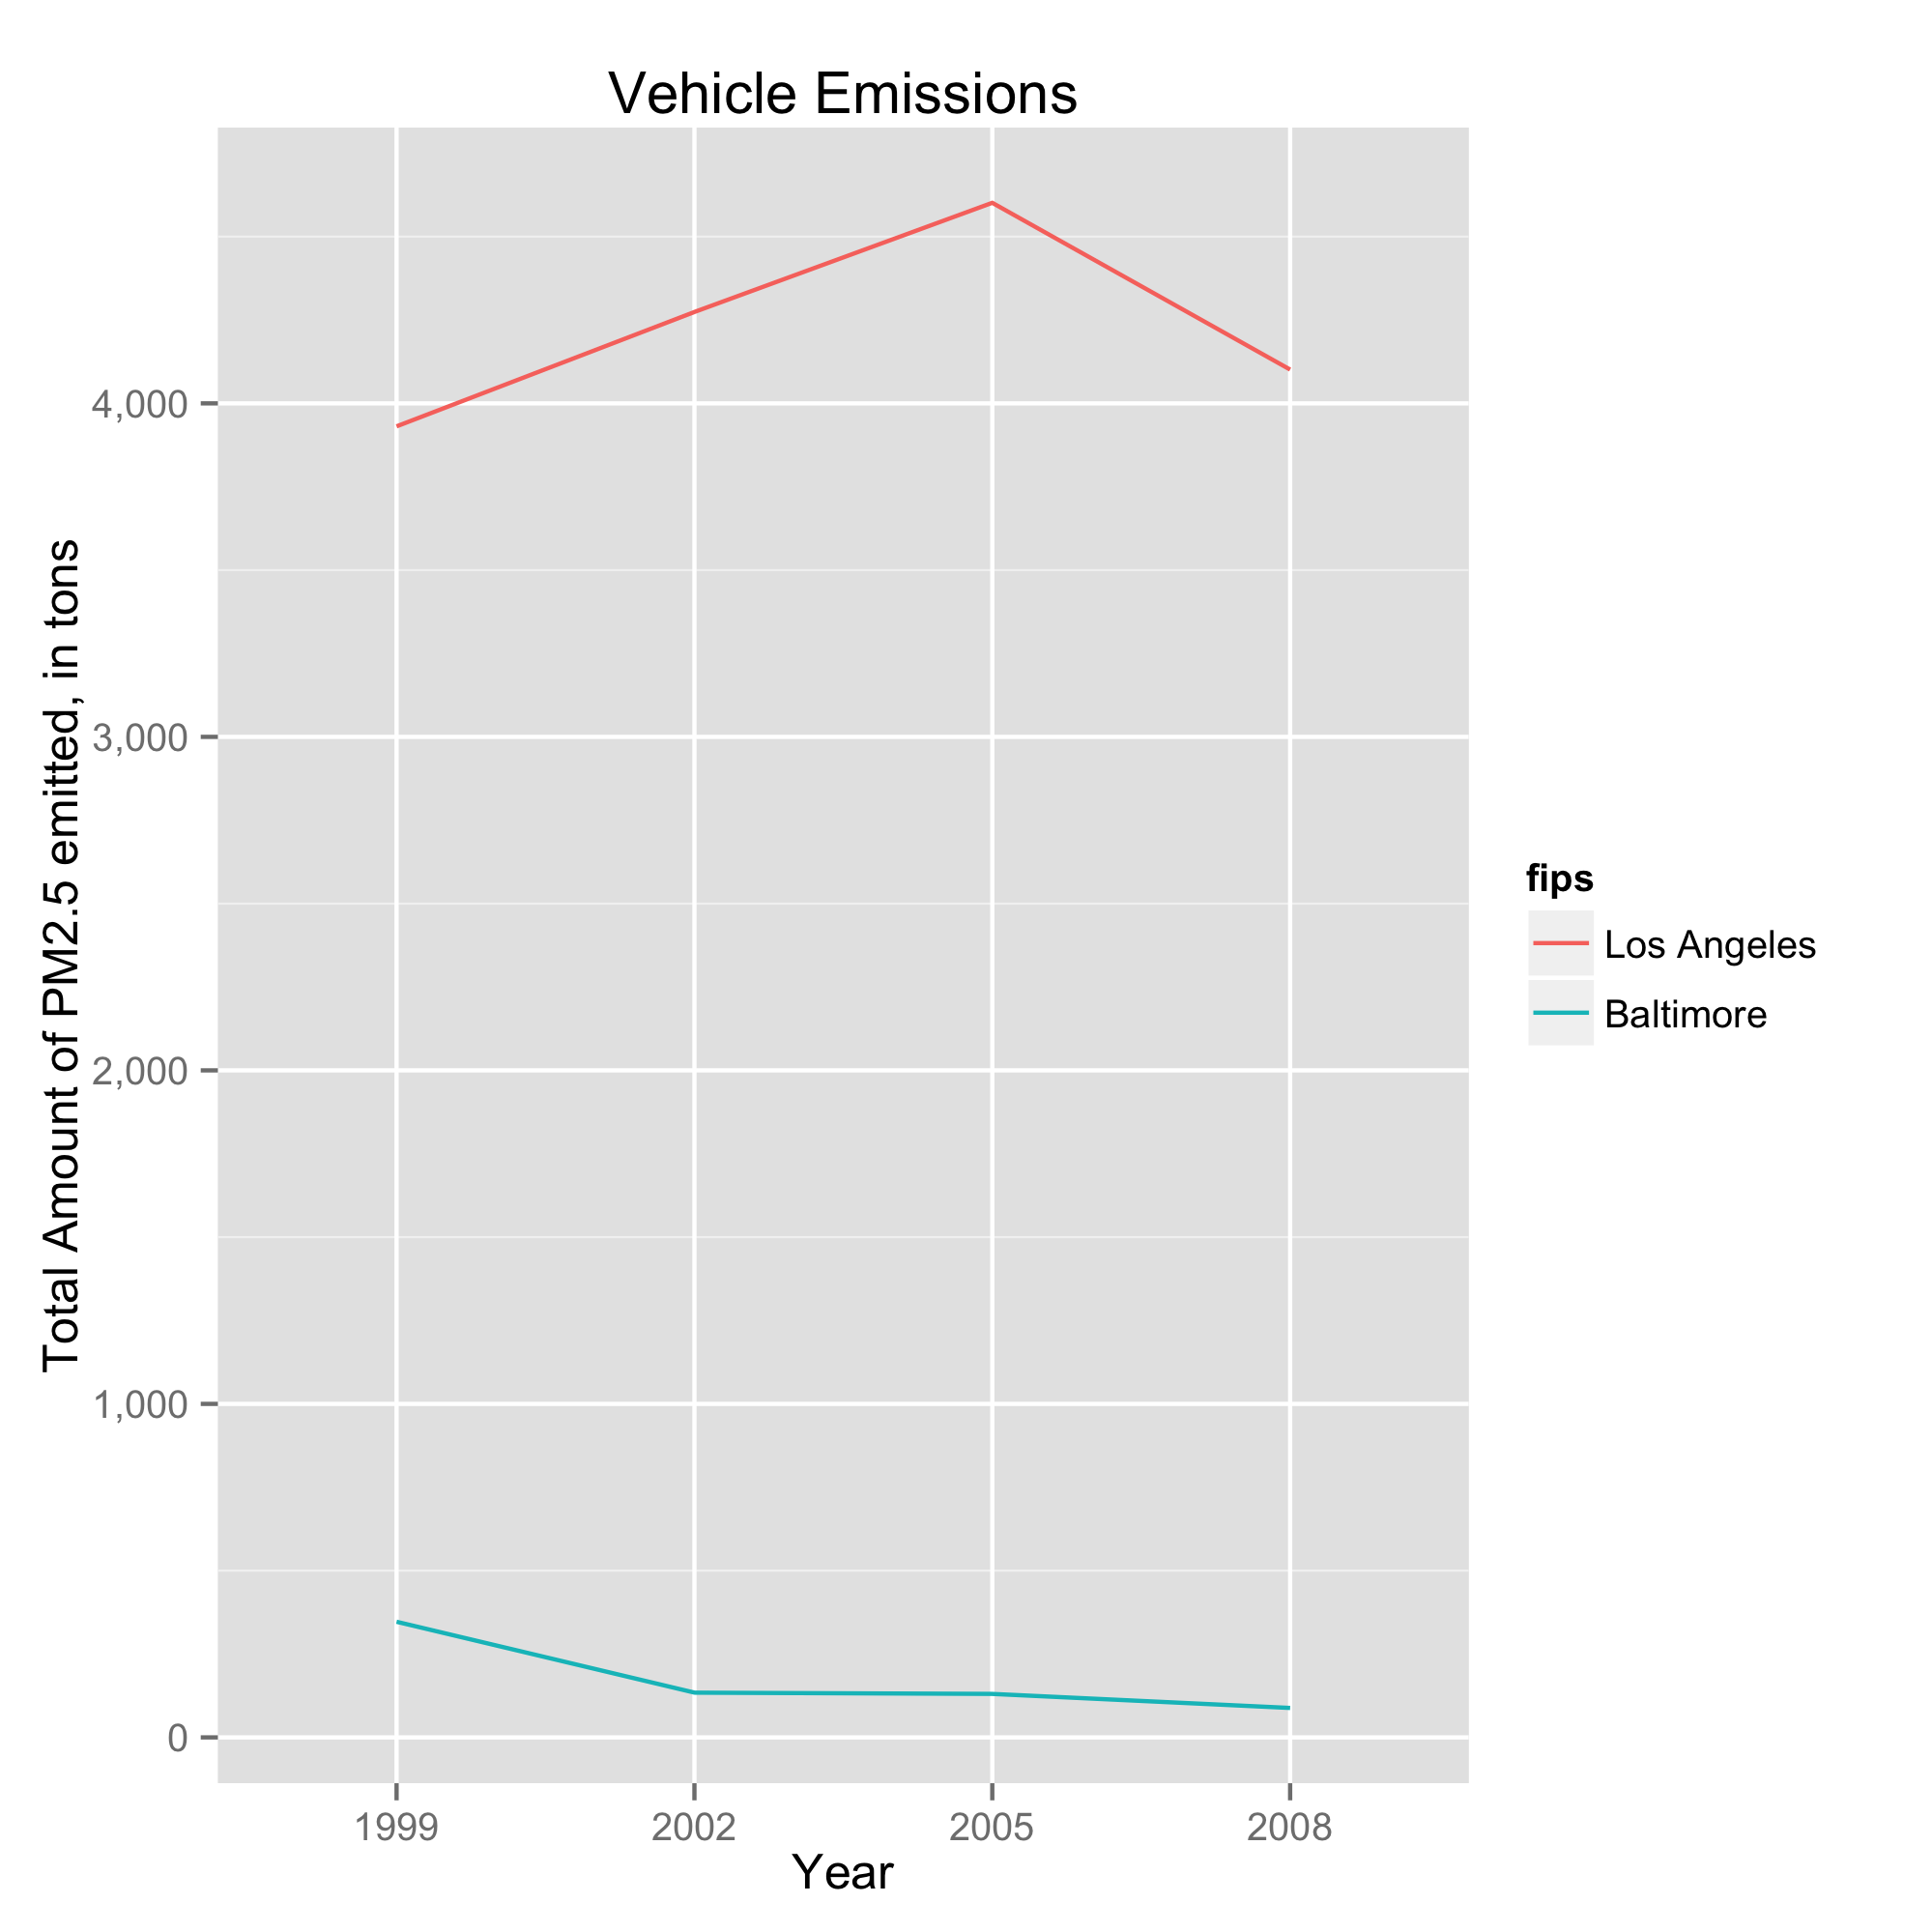 Vehicle Emissions
Total Amount of PM2.5 emitted, in tons
4,000
3,000
2,000
1,000
0
1999 2002 2005 2008
Year
fips
Los Angeles
Baltimore